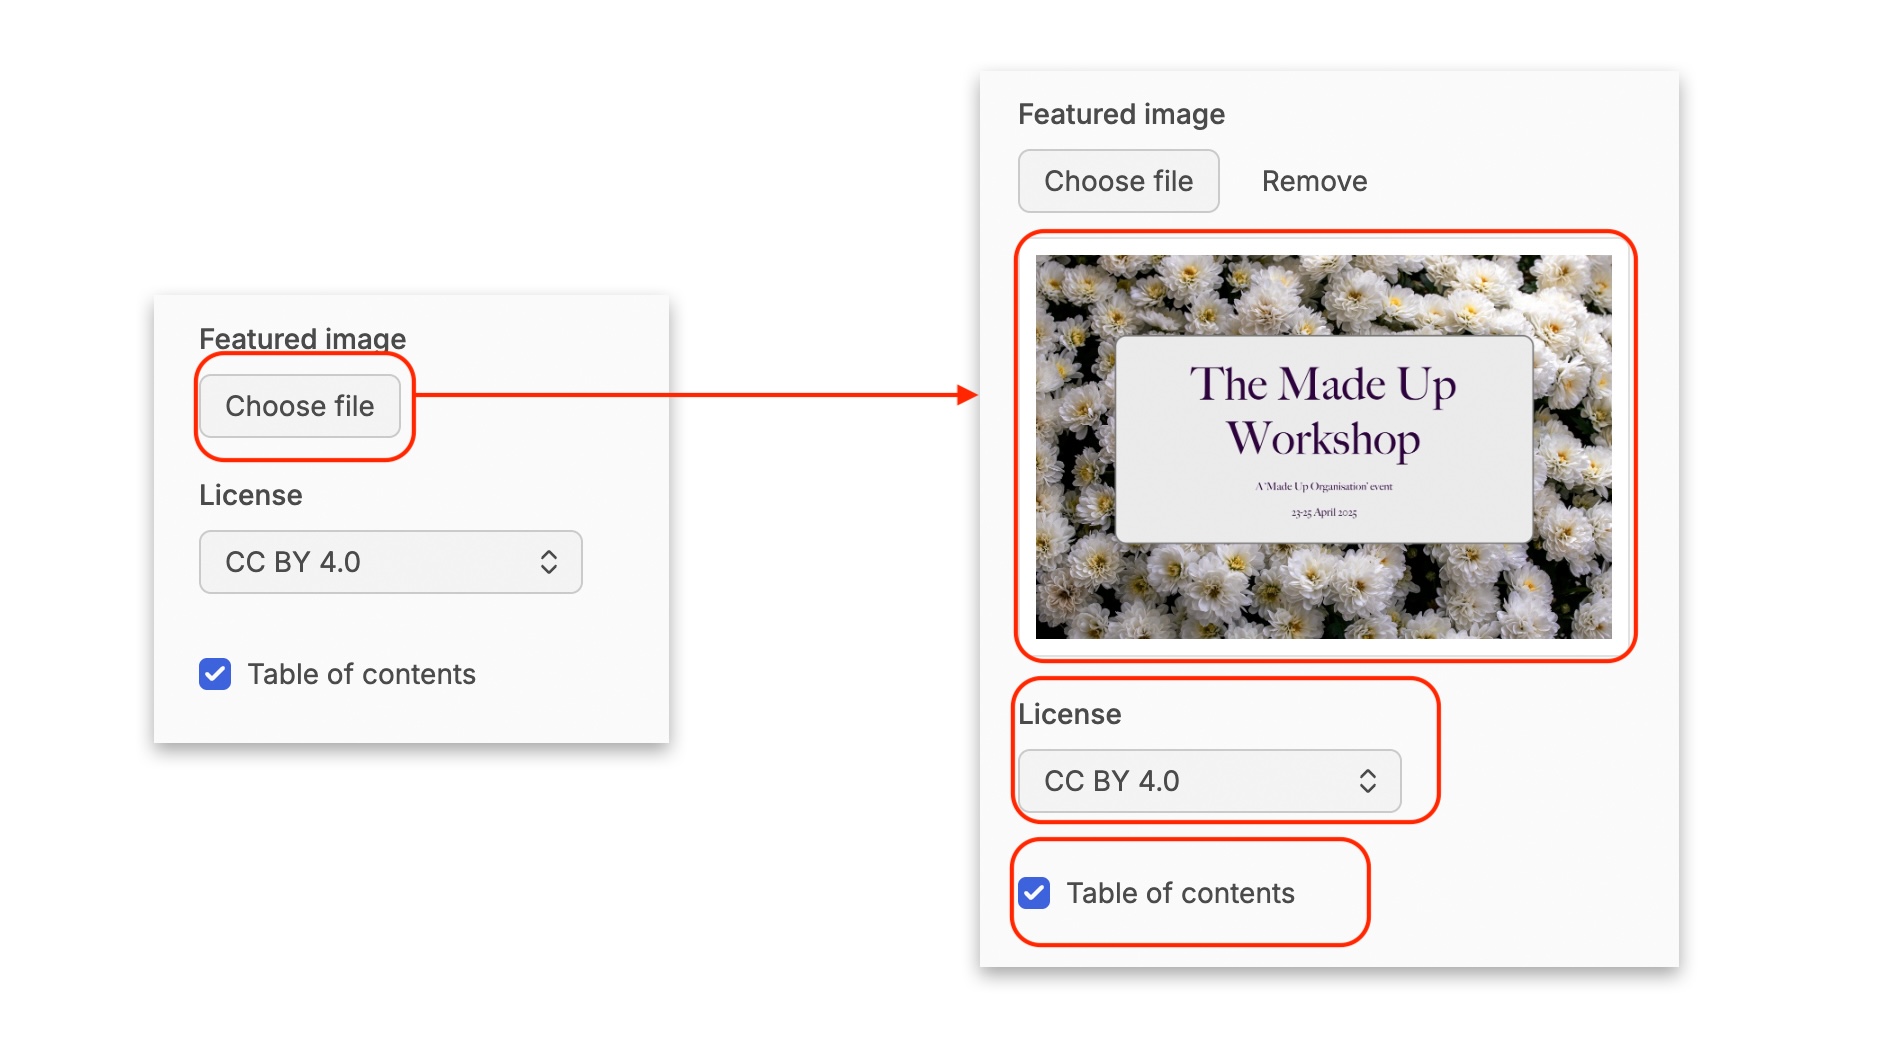 Featured image
Choose file
License
CC BY 4.0
Table of contents
Featured image
Choose file Remove
The Made Up
Workshop
A 'Made Up Organisation' event
23-25 April 2025
License
CC BY 4.0
Table of contents